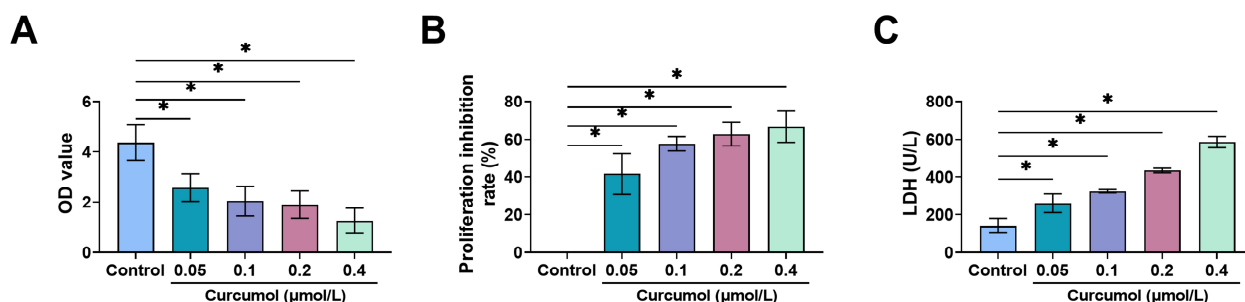 A
OD value
6
4
2
0
*
*
*
*
Control 0.05 0.1 0.2 0.4
Curcumol (μmol/L)
B
Proliferation inhibition
rate (%)
80
60
40
20
0
*
*
*
*
Control 0.05 0.1 0.2 0.4
Curcumol (μmol/L)
C
LDH (U/L)
800
600
400
200
0
*
*
*
*
Control 0.05 0.1 0.2 0.4
Curcumol (μmol/L)